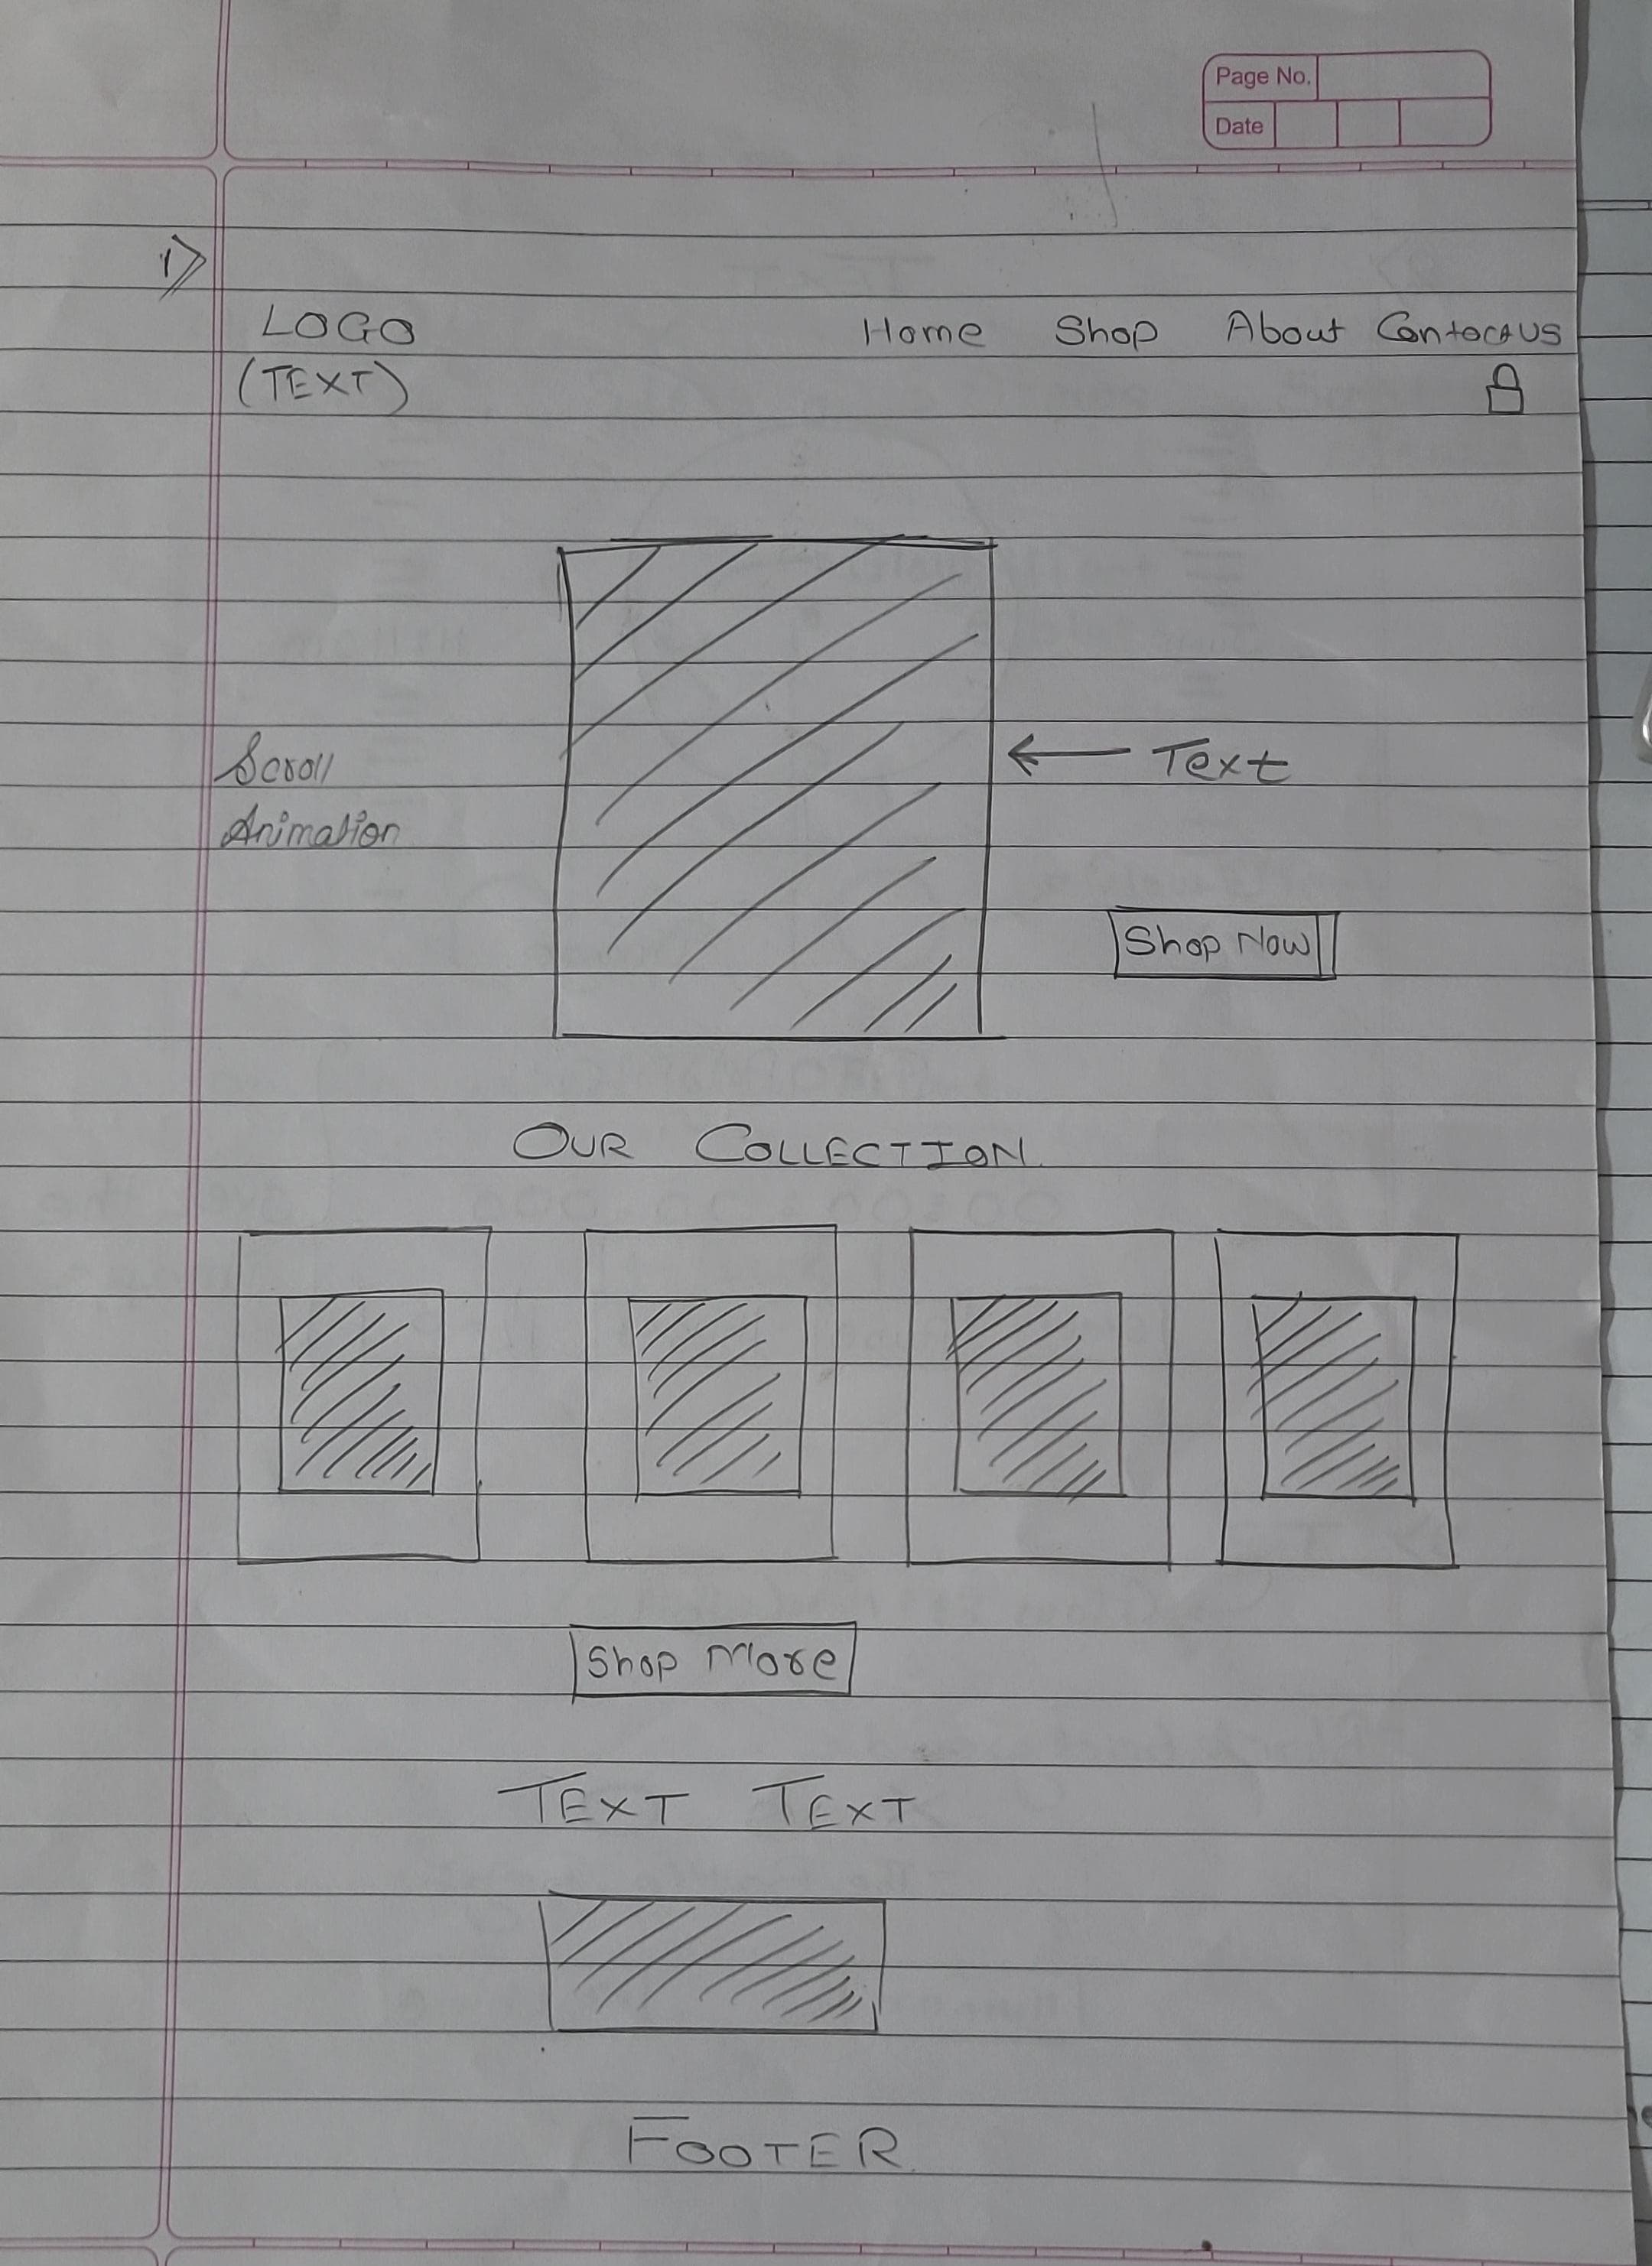 Page No.
Date
1>
LOGO Home Shop About Contact US
(TEXT)
Scroll
Animation
← Text
Shop Now
OUR COLLECTION
Shop More
TEXT TEXT
FOOTER